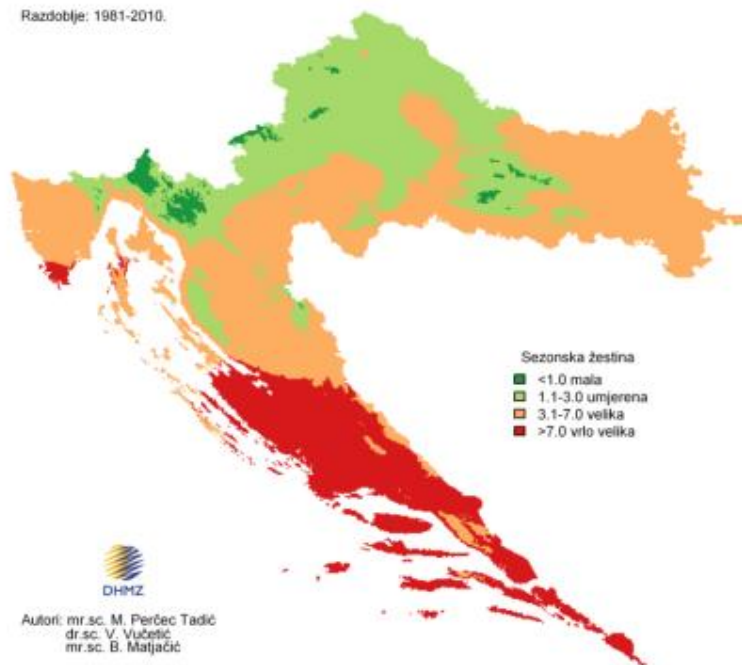 Razdoblje: 1981-2010.
Sezonska žestina
<1.0 mala
1.1-3.0 umjerena
3.1-7.0 velika
>7.0 vrlo velika
DHMZ
Autori: mr.sc. M. Perčec Tadić
dr.sc. V. Vučetić
mr.sc. B. Matjačić